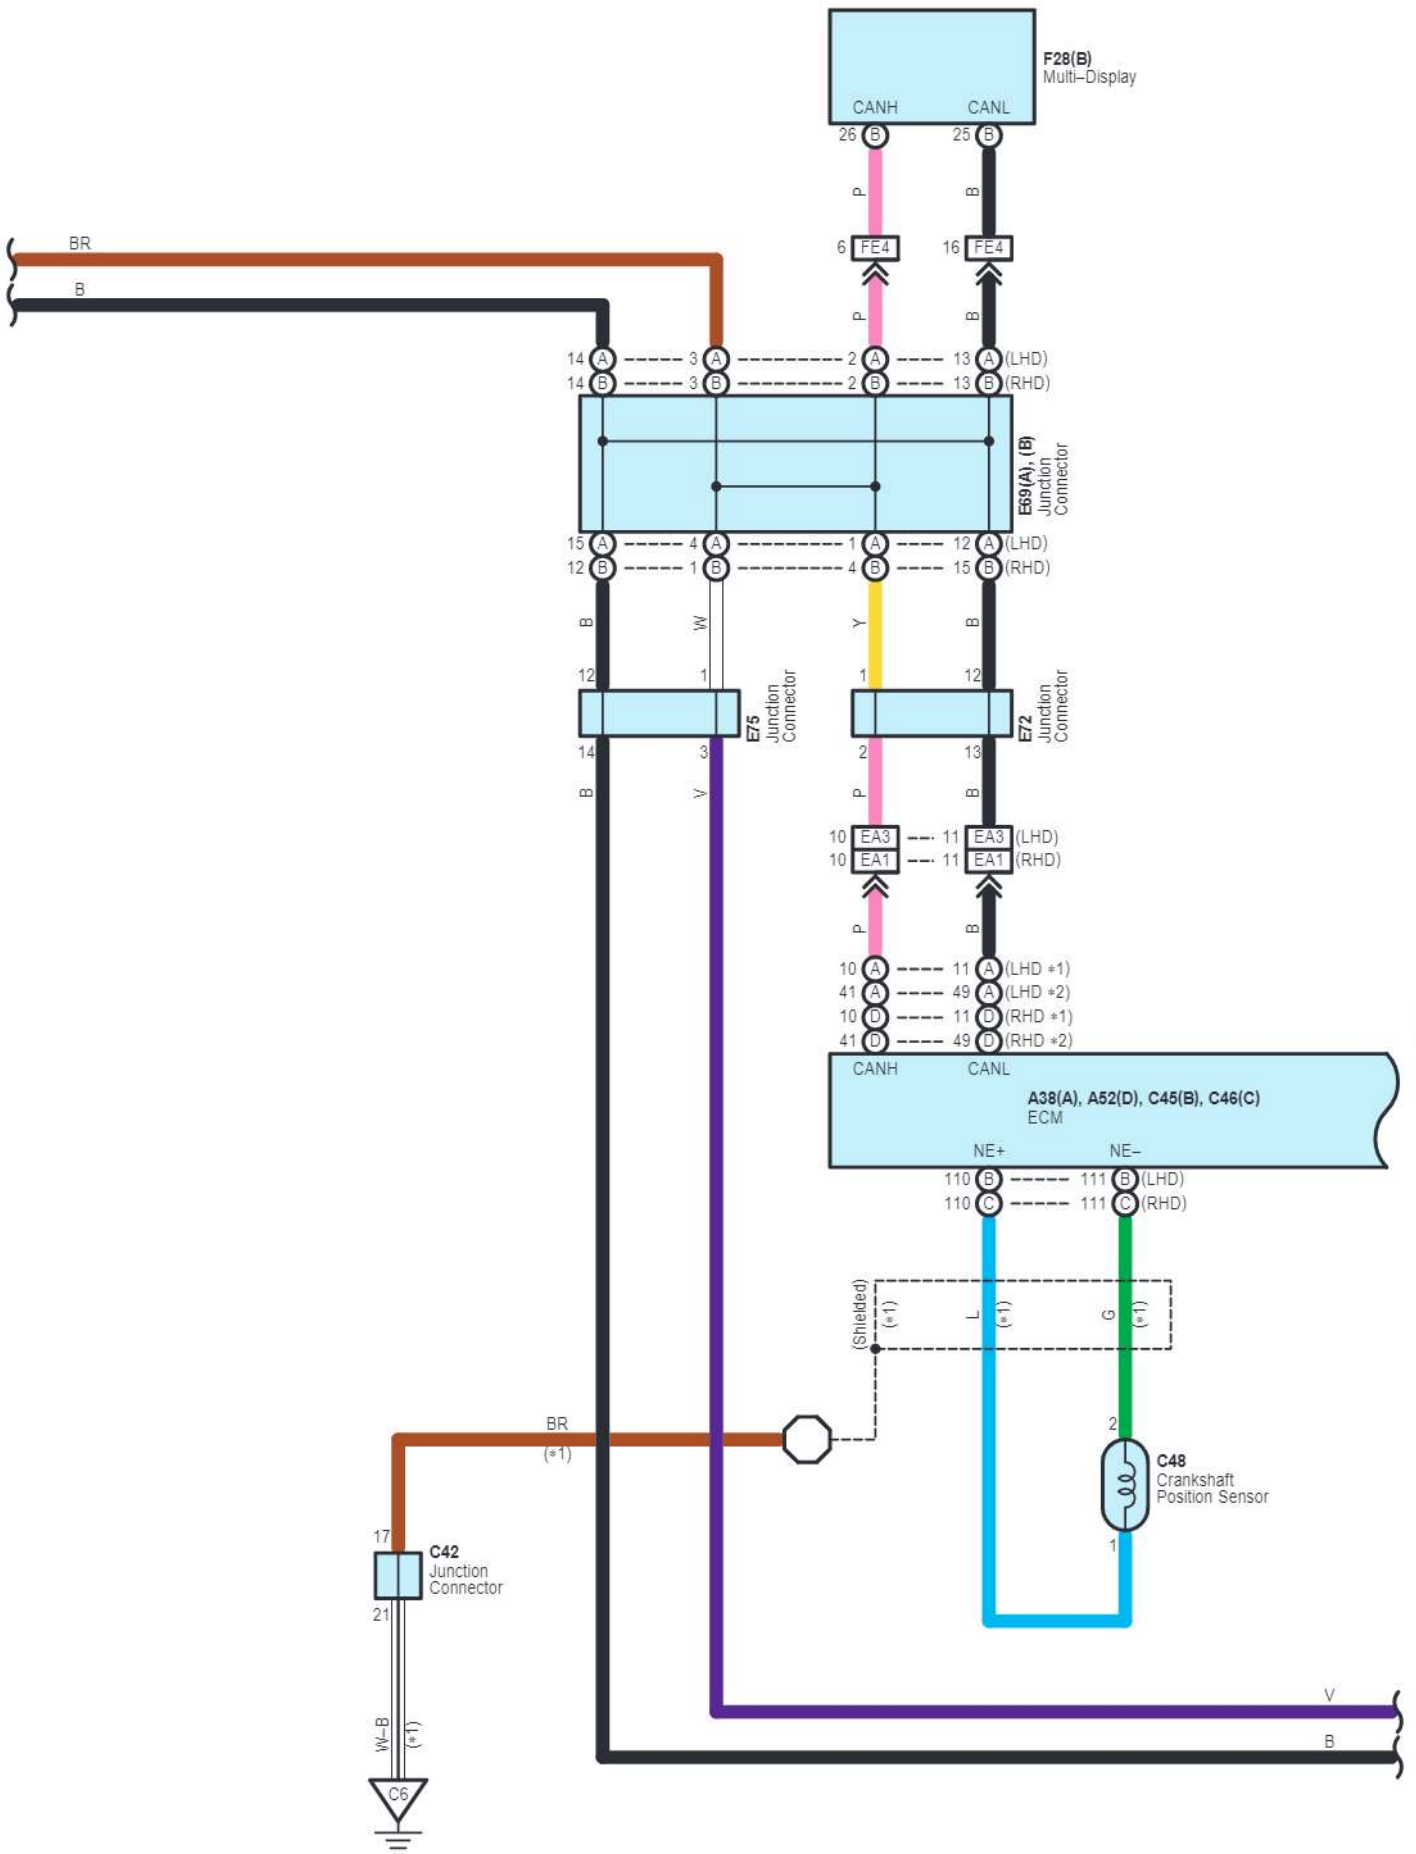 F28(B)
Multi–Display
CANH CANL
26 B 25 B
P B
BR
6 FE4 16 FE4
B
P B
14 A 3 A 2 A 13 A (LHD)
14 B 3 B 2 B 13 B (RHD)
E69(A), (B)
Junction
Connector
15 A 4 A 1 A 12 A (LHD)
12 B 1 B 4 B 15 B (RHD)
B W Y B
12 1 1 12
E75
Junction
Connector
E72
Junction
Connector
14 3 2 13
B V P B
10 EA3 11 EA3 (LHD)
10 EA1 11 EA1 (RHD)
P B
10 A 11 A (LHD *1)
41 A 49 A (LHD *2)
10 D 11 D (RHD *1)
41 D 49 D (RHD *2)
CANH CANL
A38(A), A52(D), C45(B), C46(C)
ECM
NE+ NE–
110 B 111 B (LHD)
110 C 111 C (RHD)
(Shielded)
(*1) L (*1) G (*1)
BR
(*1)
2
C48
Crankshaft
Position Sensor
1
17
C42
Junction
Connector
21
W–B
(*1)
V
B
C6